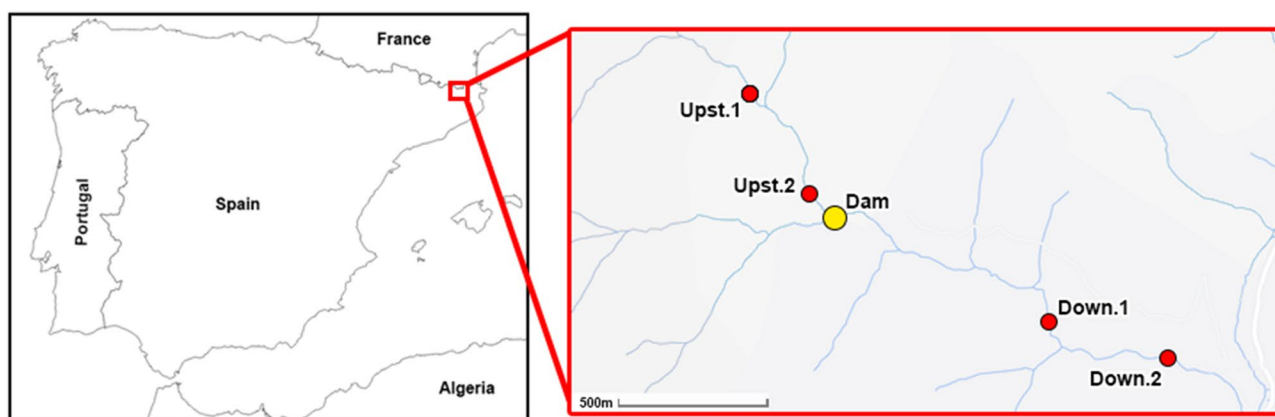 France
Portugal
Spain
Algeria
Upst.1
Upst.2
Dam
Down.1
Down.2
500m